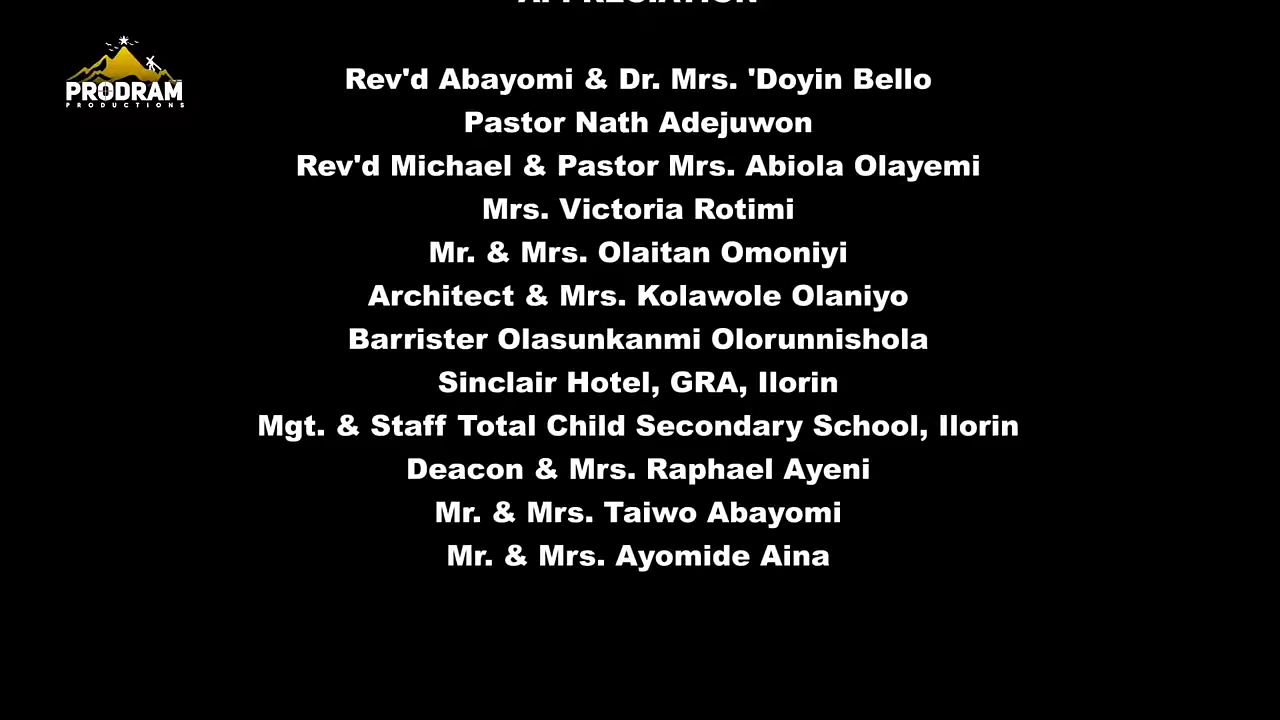 APPRECIATION
PRODRAM
PRODUCTIONS
Rev'd Abayomi & Dr. Mrs. 'Doyin Bello
Pastor Nath Adejuwon
Rev'd Michael & Pastor Mrs. Abiola Olayemi
Mrs. Victoria Rotimi
Mr. & Mrs. Olaitan Omoniyi
Architect & Mrs. Kolawole Olaniyo
Barrister Olasunkanmi Olorunnishola
Sinclair Hotel, GRA, Ilorin
Mgt. & Staff Total Child Secondary School, Ilorin
Deacon & Mrs. Raphael Ayeni
Mr. & Mrs. Taiwo Abayomi
Mr. & Mrs. Ayomide Aina